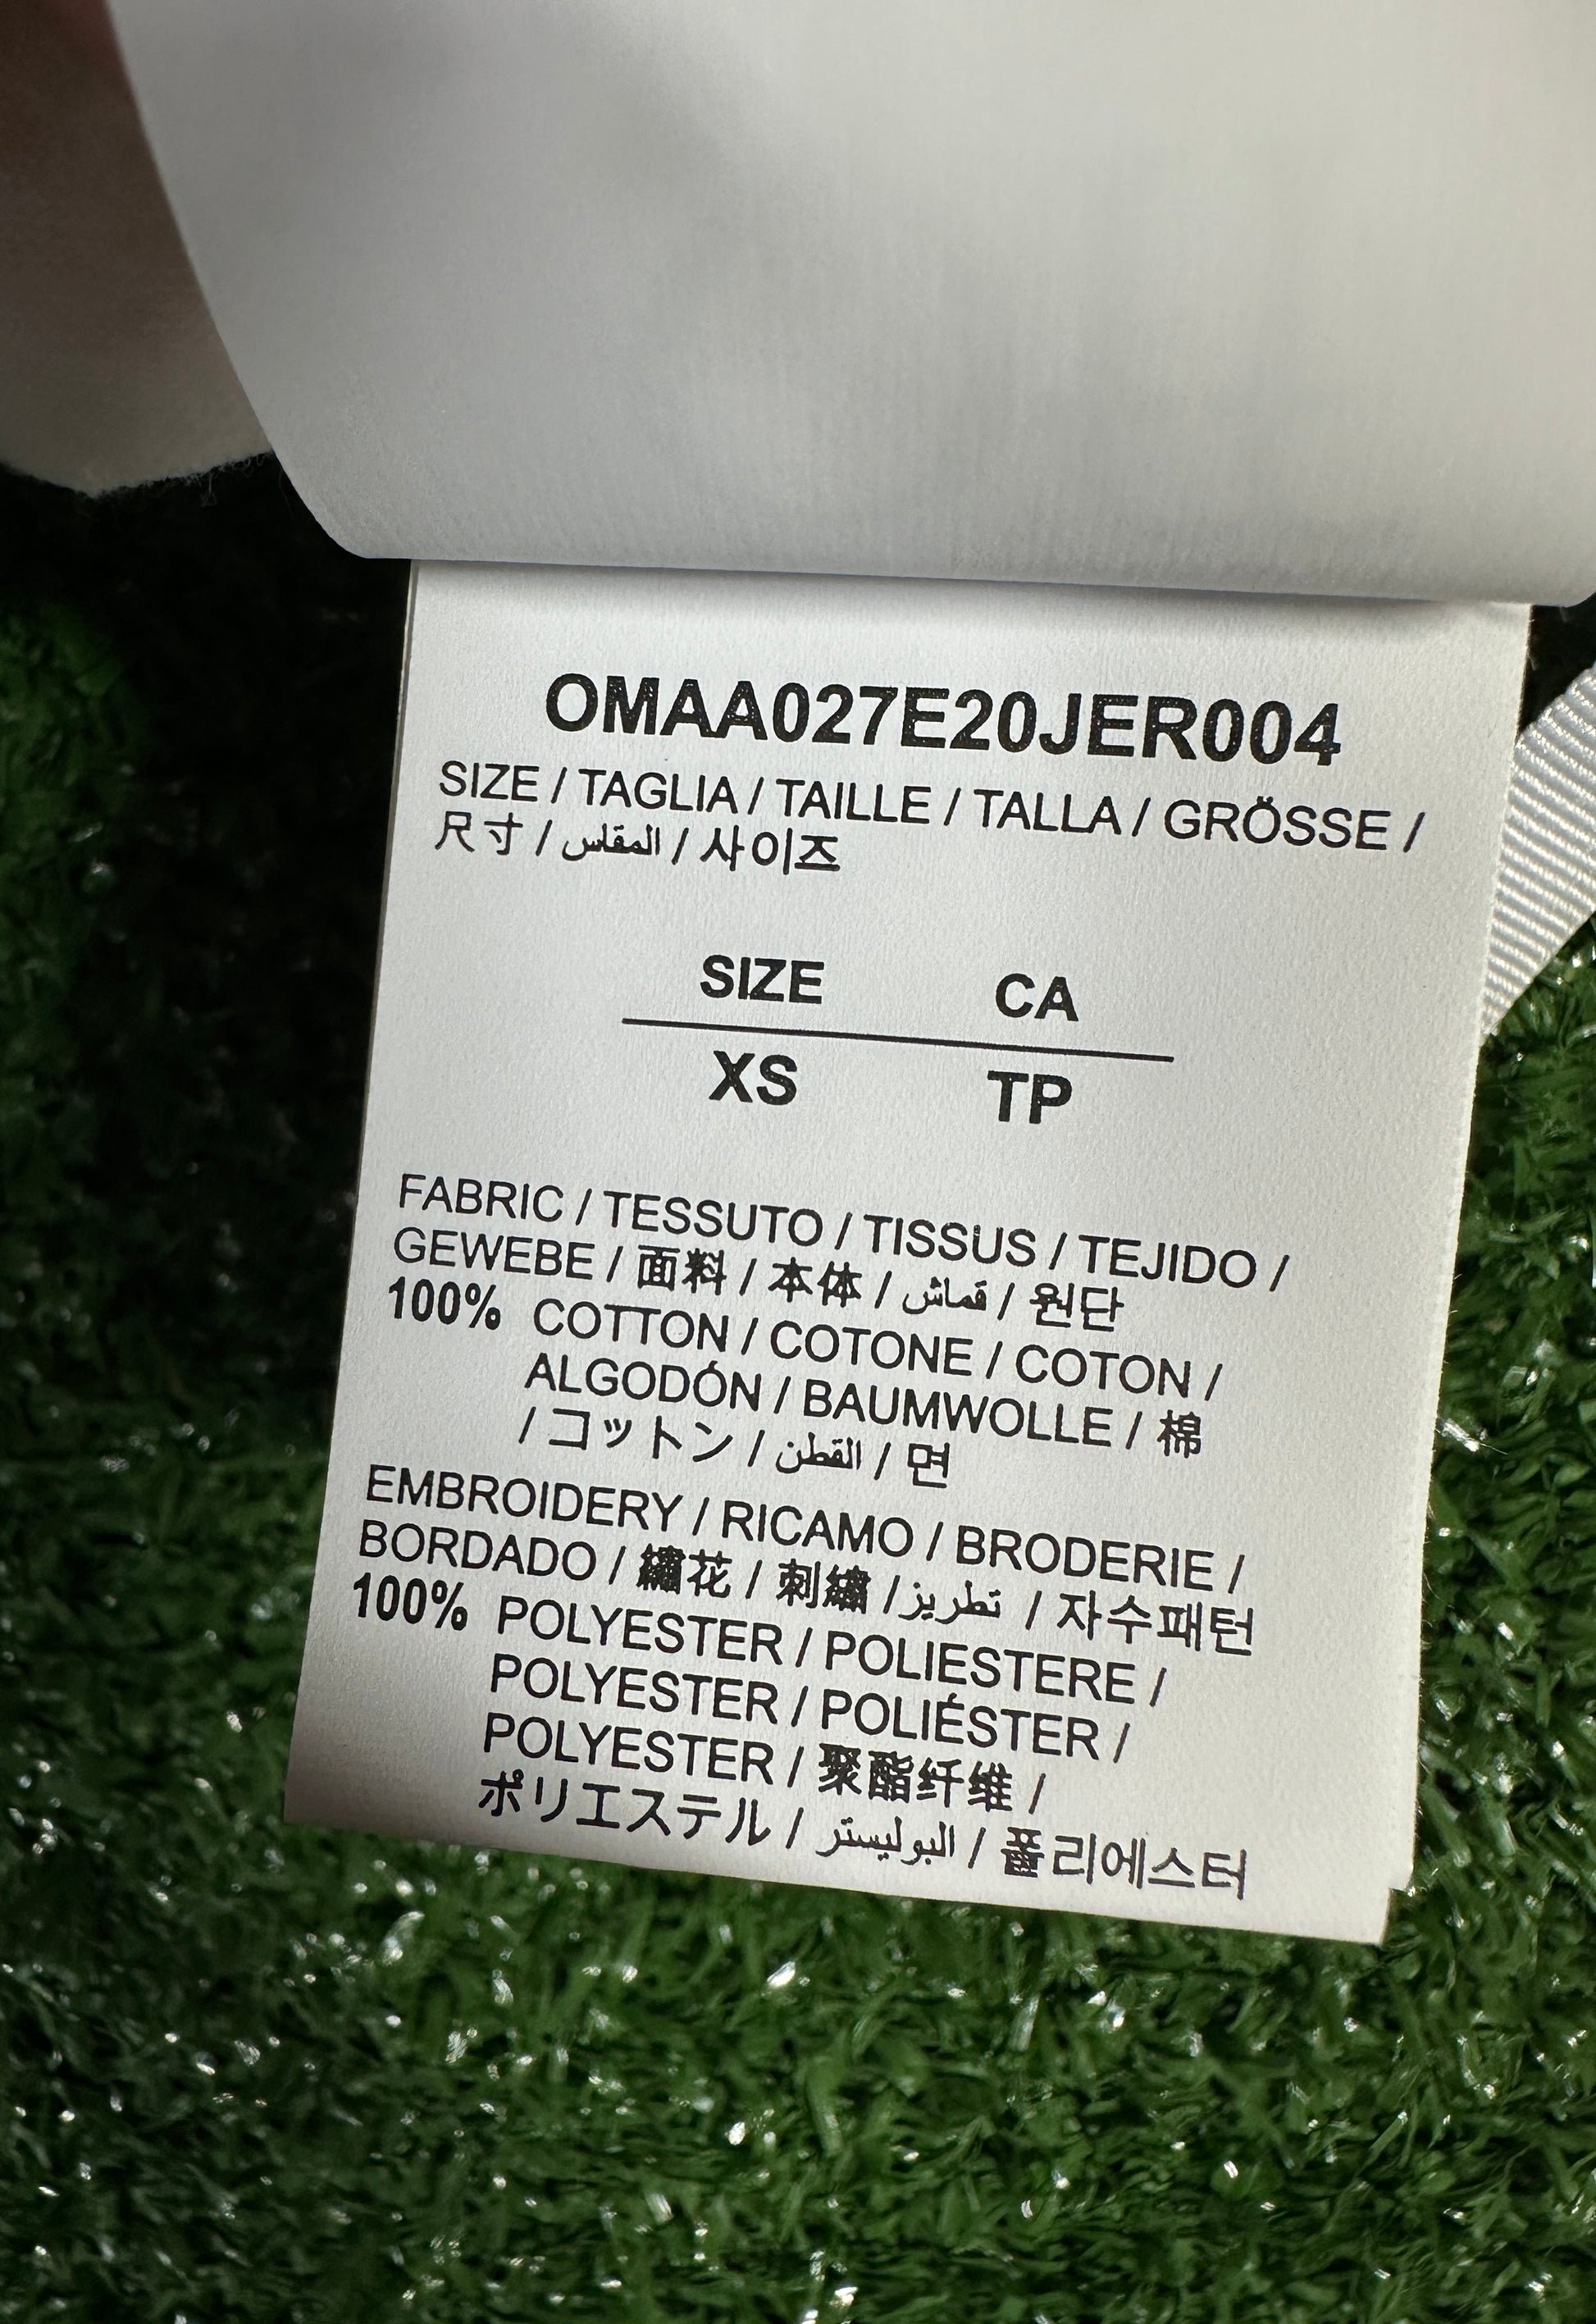 OMAA027E20JER004
SIZE / TAGLIA / TAILLE / TALLA / GRÖSSE /
尺寸 / المقاس / 사이즈
SIZE CA
XS TP
FABRIC / TESSUTO / TISSUS / TEJIDO /
GEWEBE / 面料 / 本体 / قماش / 원단
100% COTTON / COTONE / COTON /
ALGODÓN / BAUMWOLLE / 棉
/ コットン / القطن / 면
EMBROIDERY / RICAMO / BRODERIE /
BORDADO / 繡花 / 刺繍 / تطريز / 자수패턴
100% POLYESTER / POLIESTERE /
POLYESTER / POLIÉSTER /
POLYESTER / 聚酯纤维 /
ポリエステル / البوليستر / 폴리에스터